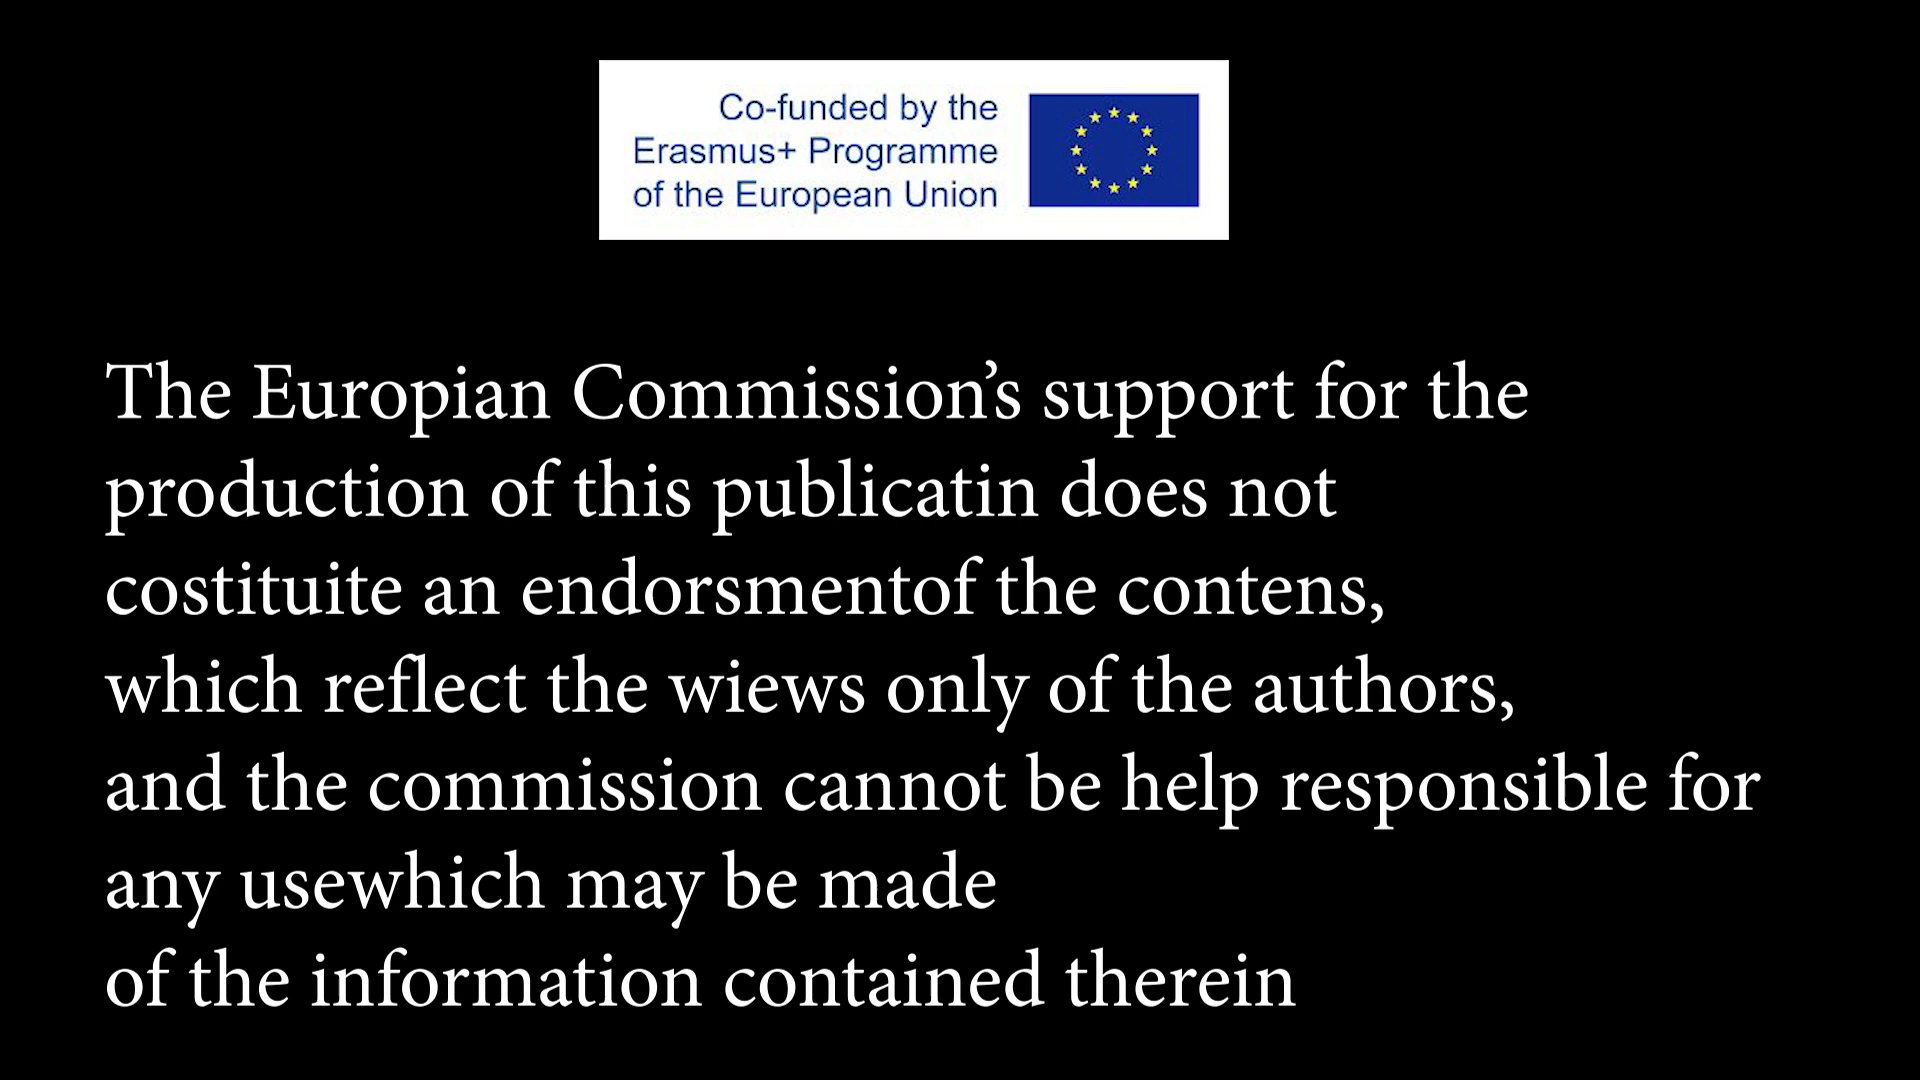 Co-funded by the
Erasmus+ Programme
of the European Union
The Europian Commission’s support for the
production of this publicatin does not
costituite an endorsmentof the contens,
which reflect the wiews only of the authors,
and the commission cannot be help responsible for
any usewhich may be made
of the information contained therein